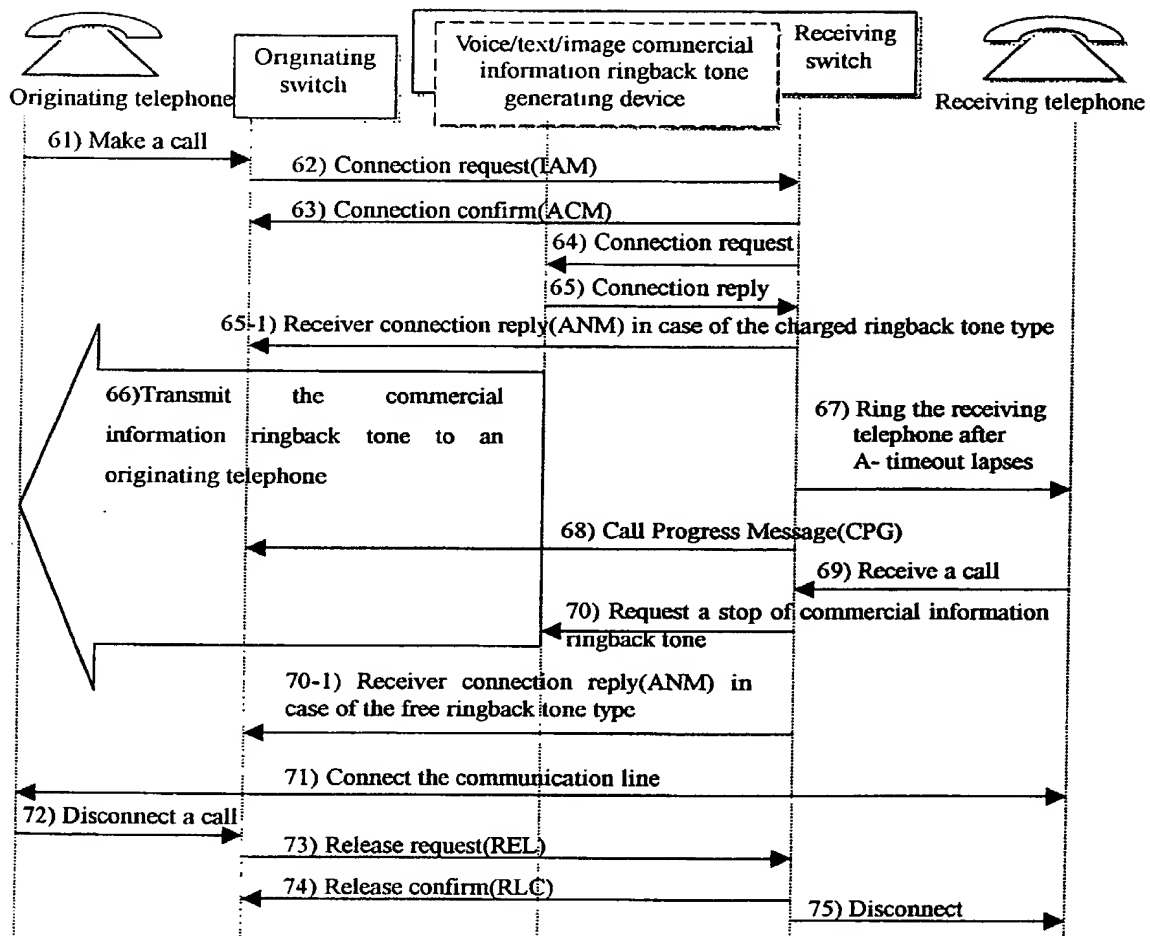 Originating telephone
Originating
switch
Voice/text/image commercial
information ringback tone
generating device
Receiving
switch
Receiving telephone
61) Make a call
62) Connection request(IAM)
63) Connection confirm(ACM)
64) Connection request
65) Connection reply
65-1) Receiver connection reply(ANM) in case of the charged ringback tone type
66)Transmit the commercial
information ringback tone to an
originating telephone
67) Ring the receiving
telephone after
A- timeout lapses
68) Call Progress Message(CPG)
69) Receive a call
70) Request a stop of commercial information
ringback tone
70-1) Receiver connection reply(ANM) in
case of the free ringback tone type
71) Connect the communication line
72) Disconnect a call
73) Release request(REL)
74) Release confirm(RLC)
75) Disconnect